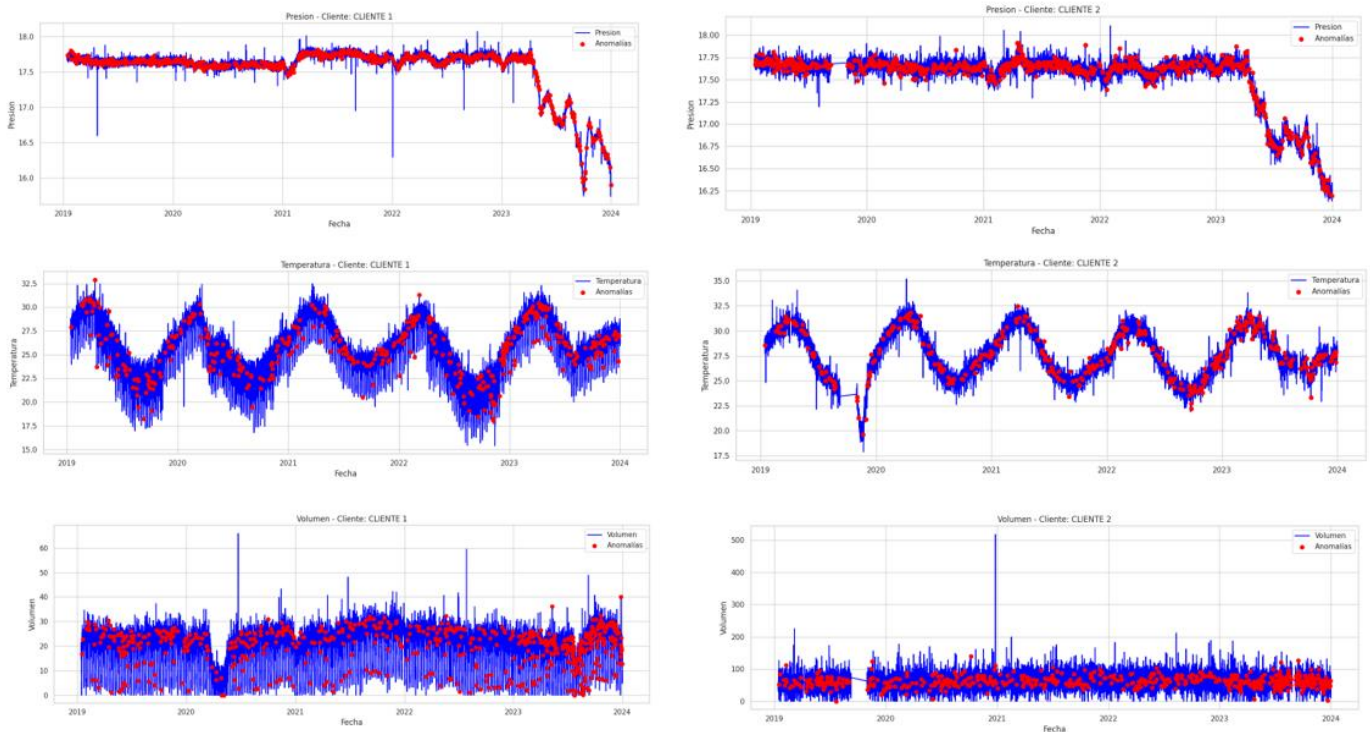 Presion - Cliente: CLIENTE 1
Presion
Anomalías
18.0
17.5
17.0
16.5
16.0
Presion
2019
2020
2021
2022
2023
2024
Fecha
Presion - Cliente: CLIENTE 2
Presion
Anomalías
18.00
17.75
17.50
17.25
17.00
16.75
16.50
16.25
Presion
2019
2020
2021
2022
2023
2024
Fecha
Temperatura - Cliente: CLIENTE 1
Temperatura
Anomalías
32.5
30.0
27.5
25.0
22.5
20.0
17.5
15.0
Temperatura
2019
2020
2021
2022
2023
2024
Fecha
Temperatura - Cliente: CLIENTE 2
Temperatura
Anomalías
35.0
32.5
30.0
27.5
25.0
22.5
20.0
17.5
Temperatura
2019
2020
2021
2022
2023
2024
Fecha
Volumen - Cliente: CLIENTE 1
Volumen
Anomalías
60
50
40
30
20
10
0
Volumen
2019
2020
2021
2022
2023
2024
Fecha
Volumen - Cliente: CLIENTE 2
Volumen
Anomalías
500
400
300
200
100
0
Volumen
2019
2020
2021
2022
2023
2024
Fecha